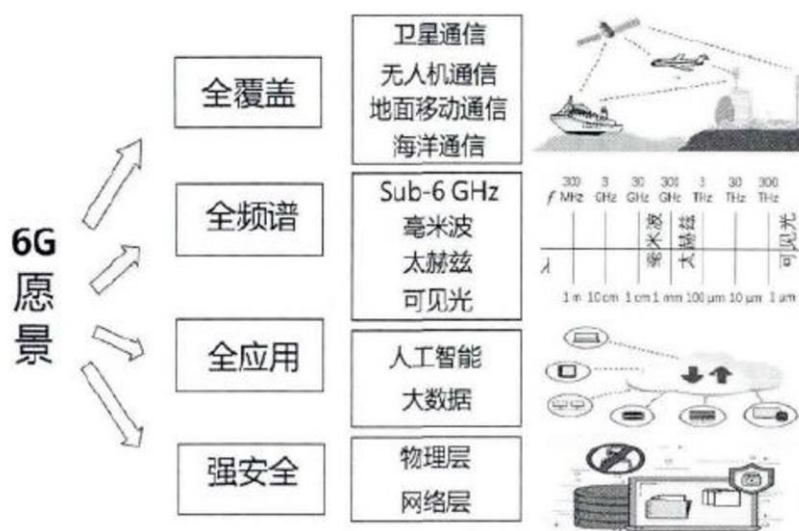 6G
愿
景
全覆盖
卫星通信
无人机通信
地面移动通信
海洋通信
全频谱
Sub-6 GHz
毫米波
太赫兹
可见光
f 300 MHz 3 GHz 30 GHz 300 GHz 3 THz 30 THz 300 THz
毫米波 太赫兹 可见光
λ
1 m 10 cm 1 cm 1 mm 100 μm 10 μm 1 μm
全应用
人工智能
大数据
强安全
物理层
网络层